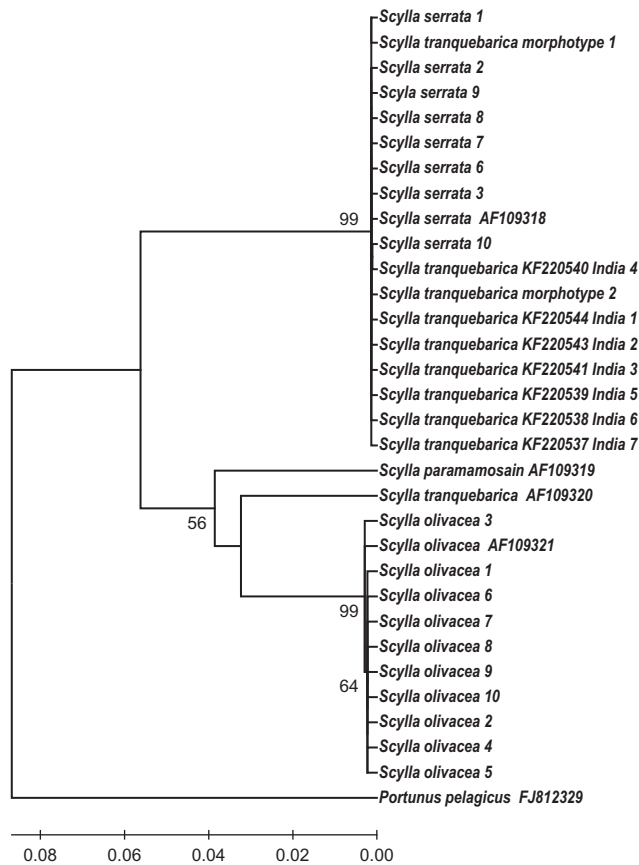 Scylla serrata 1
Scylla tranquebarica morphotype 1
Scylla serrata 2
Scyla serrata 9
Scylla serrata 8
Scylla serrata 7
Scylla serrata 6
Scylla serrata 3
99
Scylla serrata AF109318
Scylla serrata 10
Scylla tranquebarica KF220540 India 4
Scylla tranquebarica morphotype 2
Scylla tranquebarica KF220544 India 1
Scylla tranquebarica KF220543 India 2
Scylla tranquebarica KF220541 India 3
Scylla tranquebarica KF220539 India 5
Scylla tranquebarica KF220538 India 6
Scylla tranquebarica KF220537 India 7
Scylla paramamosain AF109319
Scylla tranquebarica AF109320
56
Scylla olivacea 3
Scylla olivacea AF109321
Scylla olivacea 1
Scylla olivacea 6
99
Scylla olivacea 7
Scylla olivacea 8
Scylla olivacea 9
64
Scylla olivacea 10
Scylla olivacea 2
Scylla olivacea 4
Scylla olivacea 5
Portunus pelagicus FJ812329
0.08 0.06 0.04 0.02 0.00